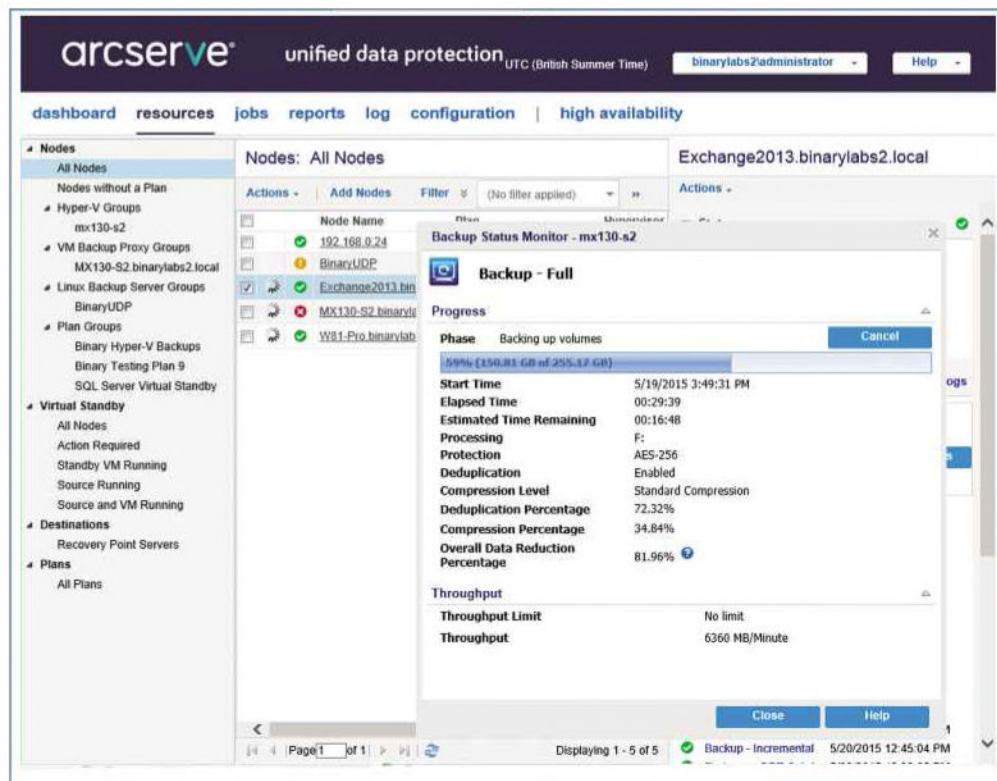 arcserve®
unified data protection UTC (British Summer Time)
binarylabs2\administrator
Help
dashboard resources jobs reports log configuration | high availability
Nodes
All Nodes
Nodes without a Plan
Hyper-V Groups
mx130-s2
VM Backup Proxy Groups
MX130-S2.binarylabs2.local
Linux Backup Server Groups
BinaryUDP
Plan Groups
Binary Hyper-V Backups
Binary Testing Plan 9
SQL Server Virtual Standby
Virtual Standby
All Nodes
Action Required
Standby VM Running
Source Running
Source and VM Running
Destinations
Recovery Point Servers
Plans
All Plans
Nodes: All Nodes
Actions Add Nodes Filter (No filter applied) »
Node Name Plan Hypervisor
192.168.0.24
BinaryUDP
Exchange2013.bin
MX130-S2.binaryla
W81-Pro.binarylab
Page 1 of 1
Displaying 1 - 5 of 5
Exchange2013.binarylabs2.local
Actions
ogs
Backup Status Monitor - mx130-s2
Backup - Full
Progress
Phase Backing up volumes
Cancel
59% (150.81 GB of 255.17 GB)
Start Time 5/19/2015 3:49:31 PM
Elapsed Time 00:29:39
Estimated Time Remaining 00:16:48
Processing F:
Protection AES-256
Deduplication Enabled
Compression Level Standard Compression
Deduplication Percentage 72.32%
Compression Percentage 34.84%
Overall Data Reduction
Percentage 81.96%
Throughput
Throughput Limit No limit
Throughput 6360 MB/Minute
Close
Help
Backup - Incremental 5/20/2015 12:45:04 PM